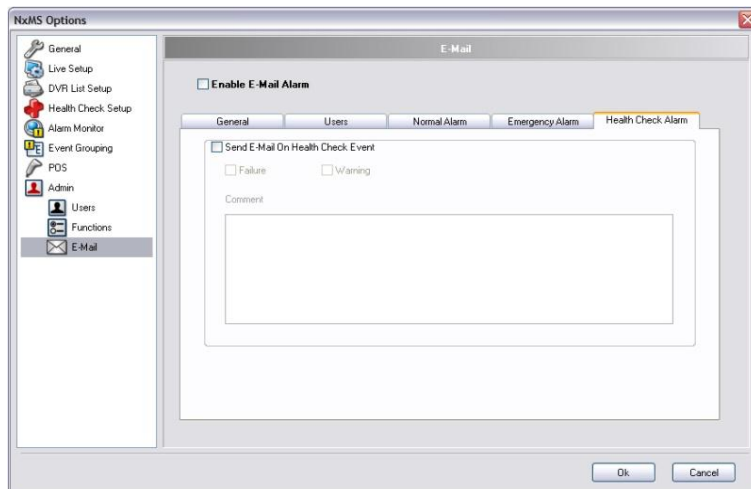 NxMS Options
General
Live Setup
DVR List Setup
Health Check Setup
Alarm Monitor
Event Grouping
POS
Admin
Users
Functions
E-Mail
E-Mail
Enable E-Mail Alarm
General Users Normal Alarm Emergency Alarm Health Check Alarm
Send E-Mail On Health Check Event
Failure Warning
Comment
Ok Cancel